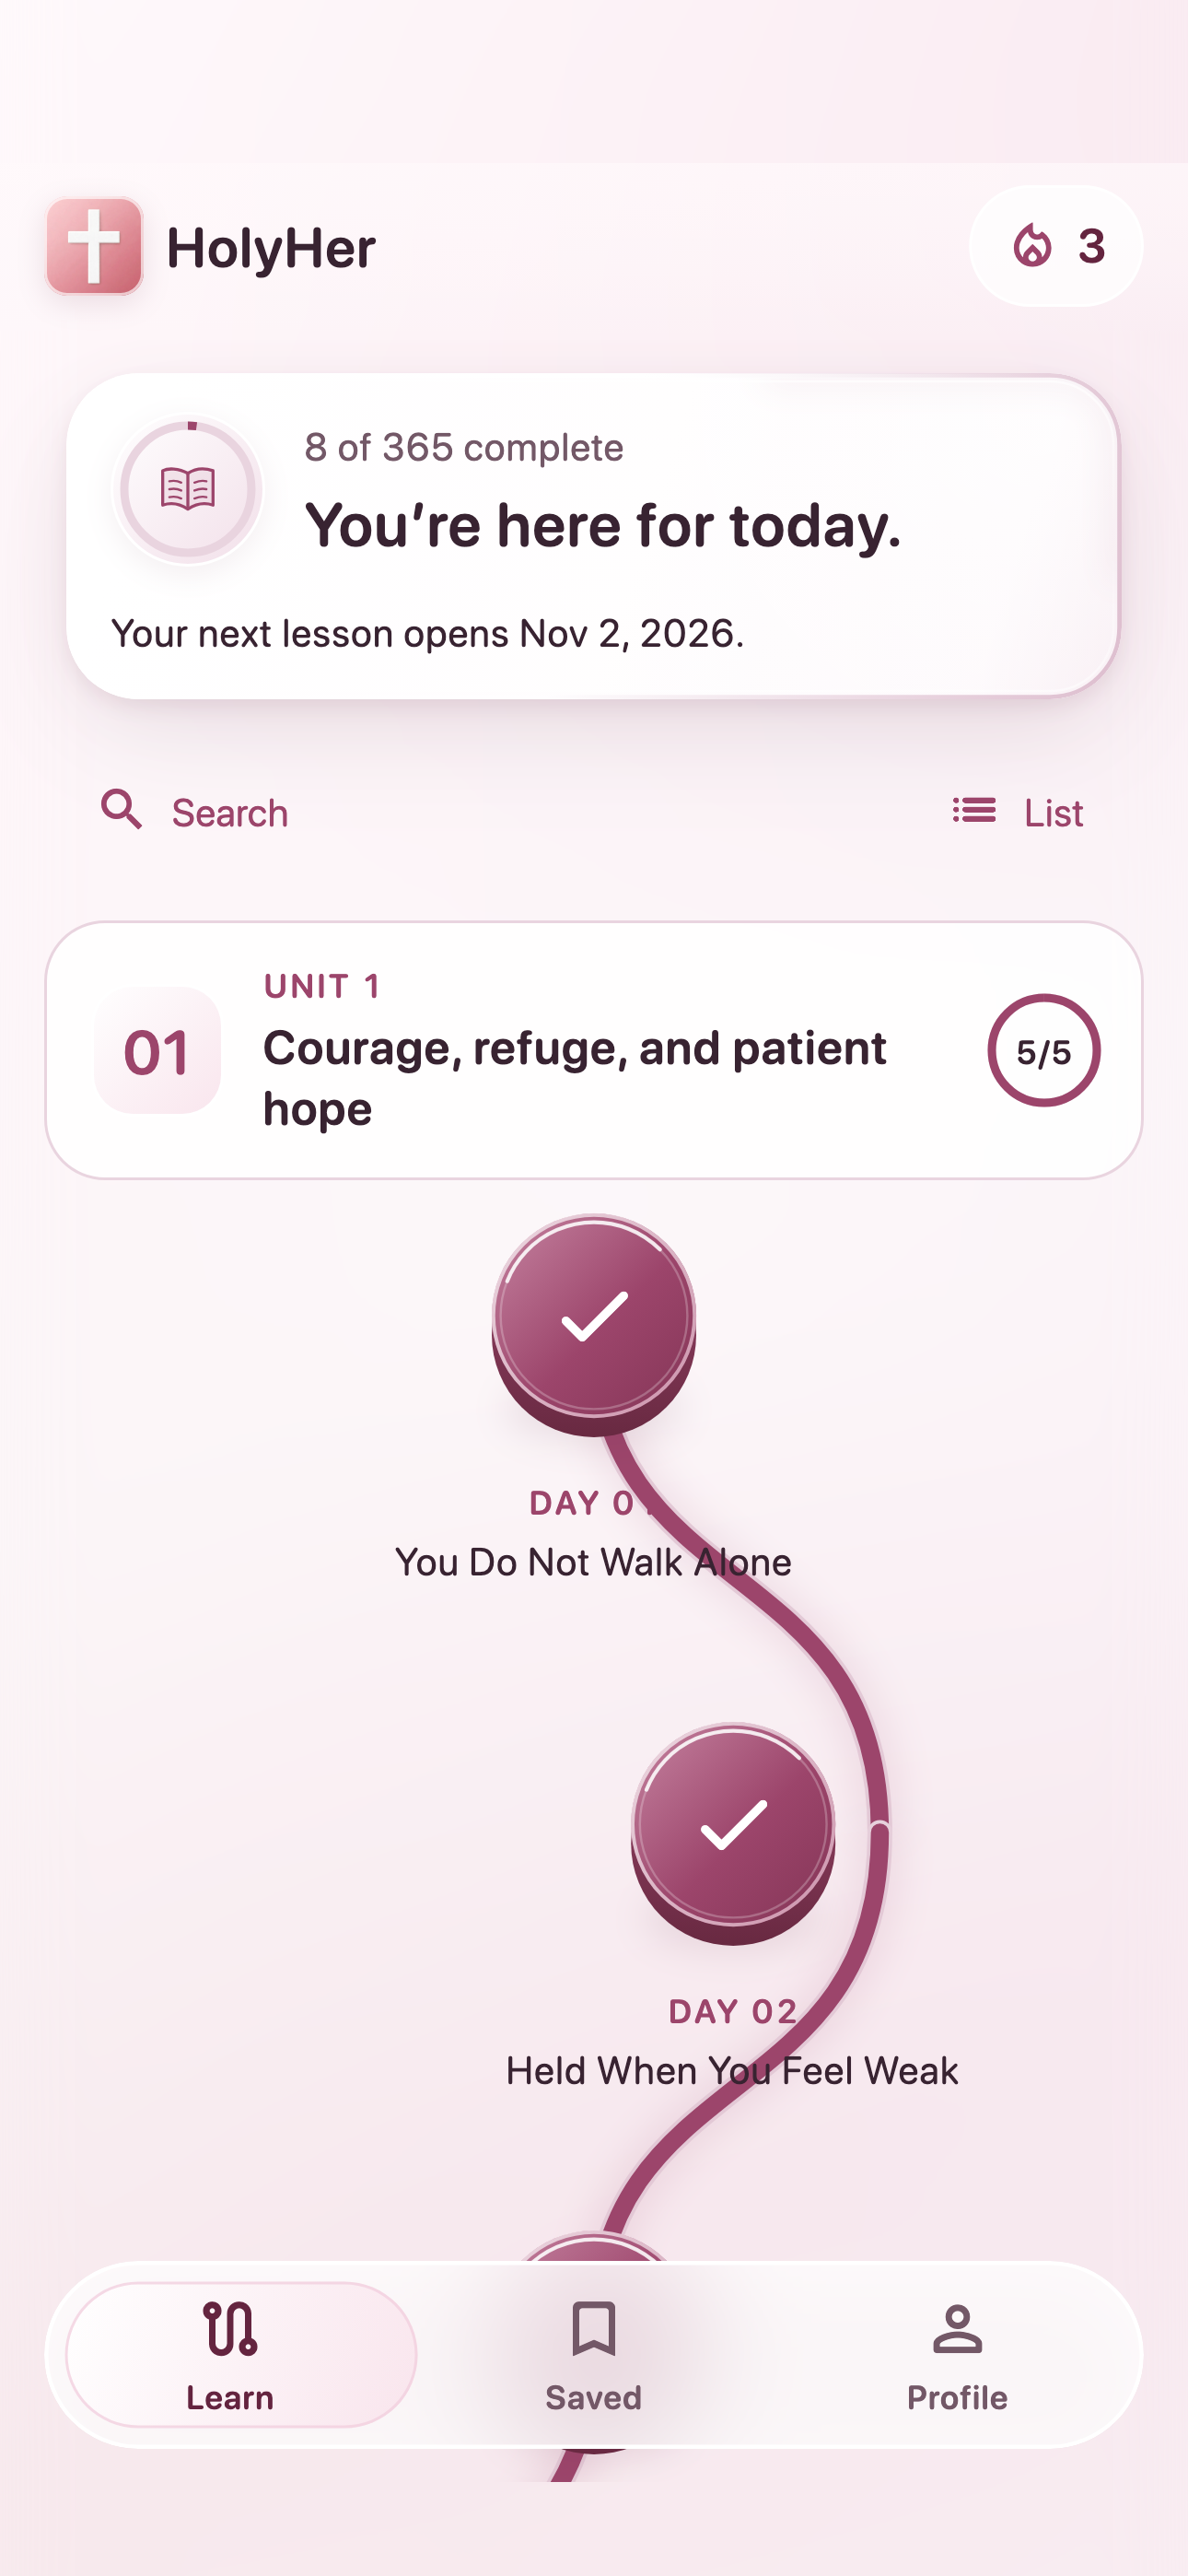 HolyHer
3
8 of 365 complete
You're here for today.
Your next lesson opens Nov 2, 2026.
Search
List
01
UNIT 1
Courage, refuge, and patient
hope
5/5
DAY 0
You Do Not Walk Alone
DAY 02
Held When You Feel Weak
Learn
Saved
Profile